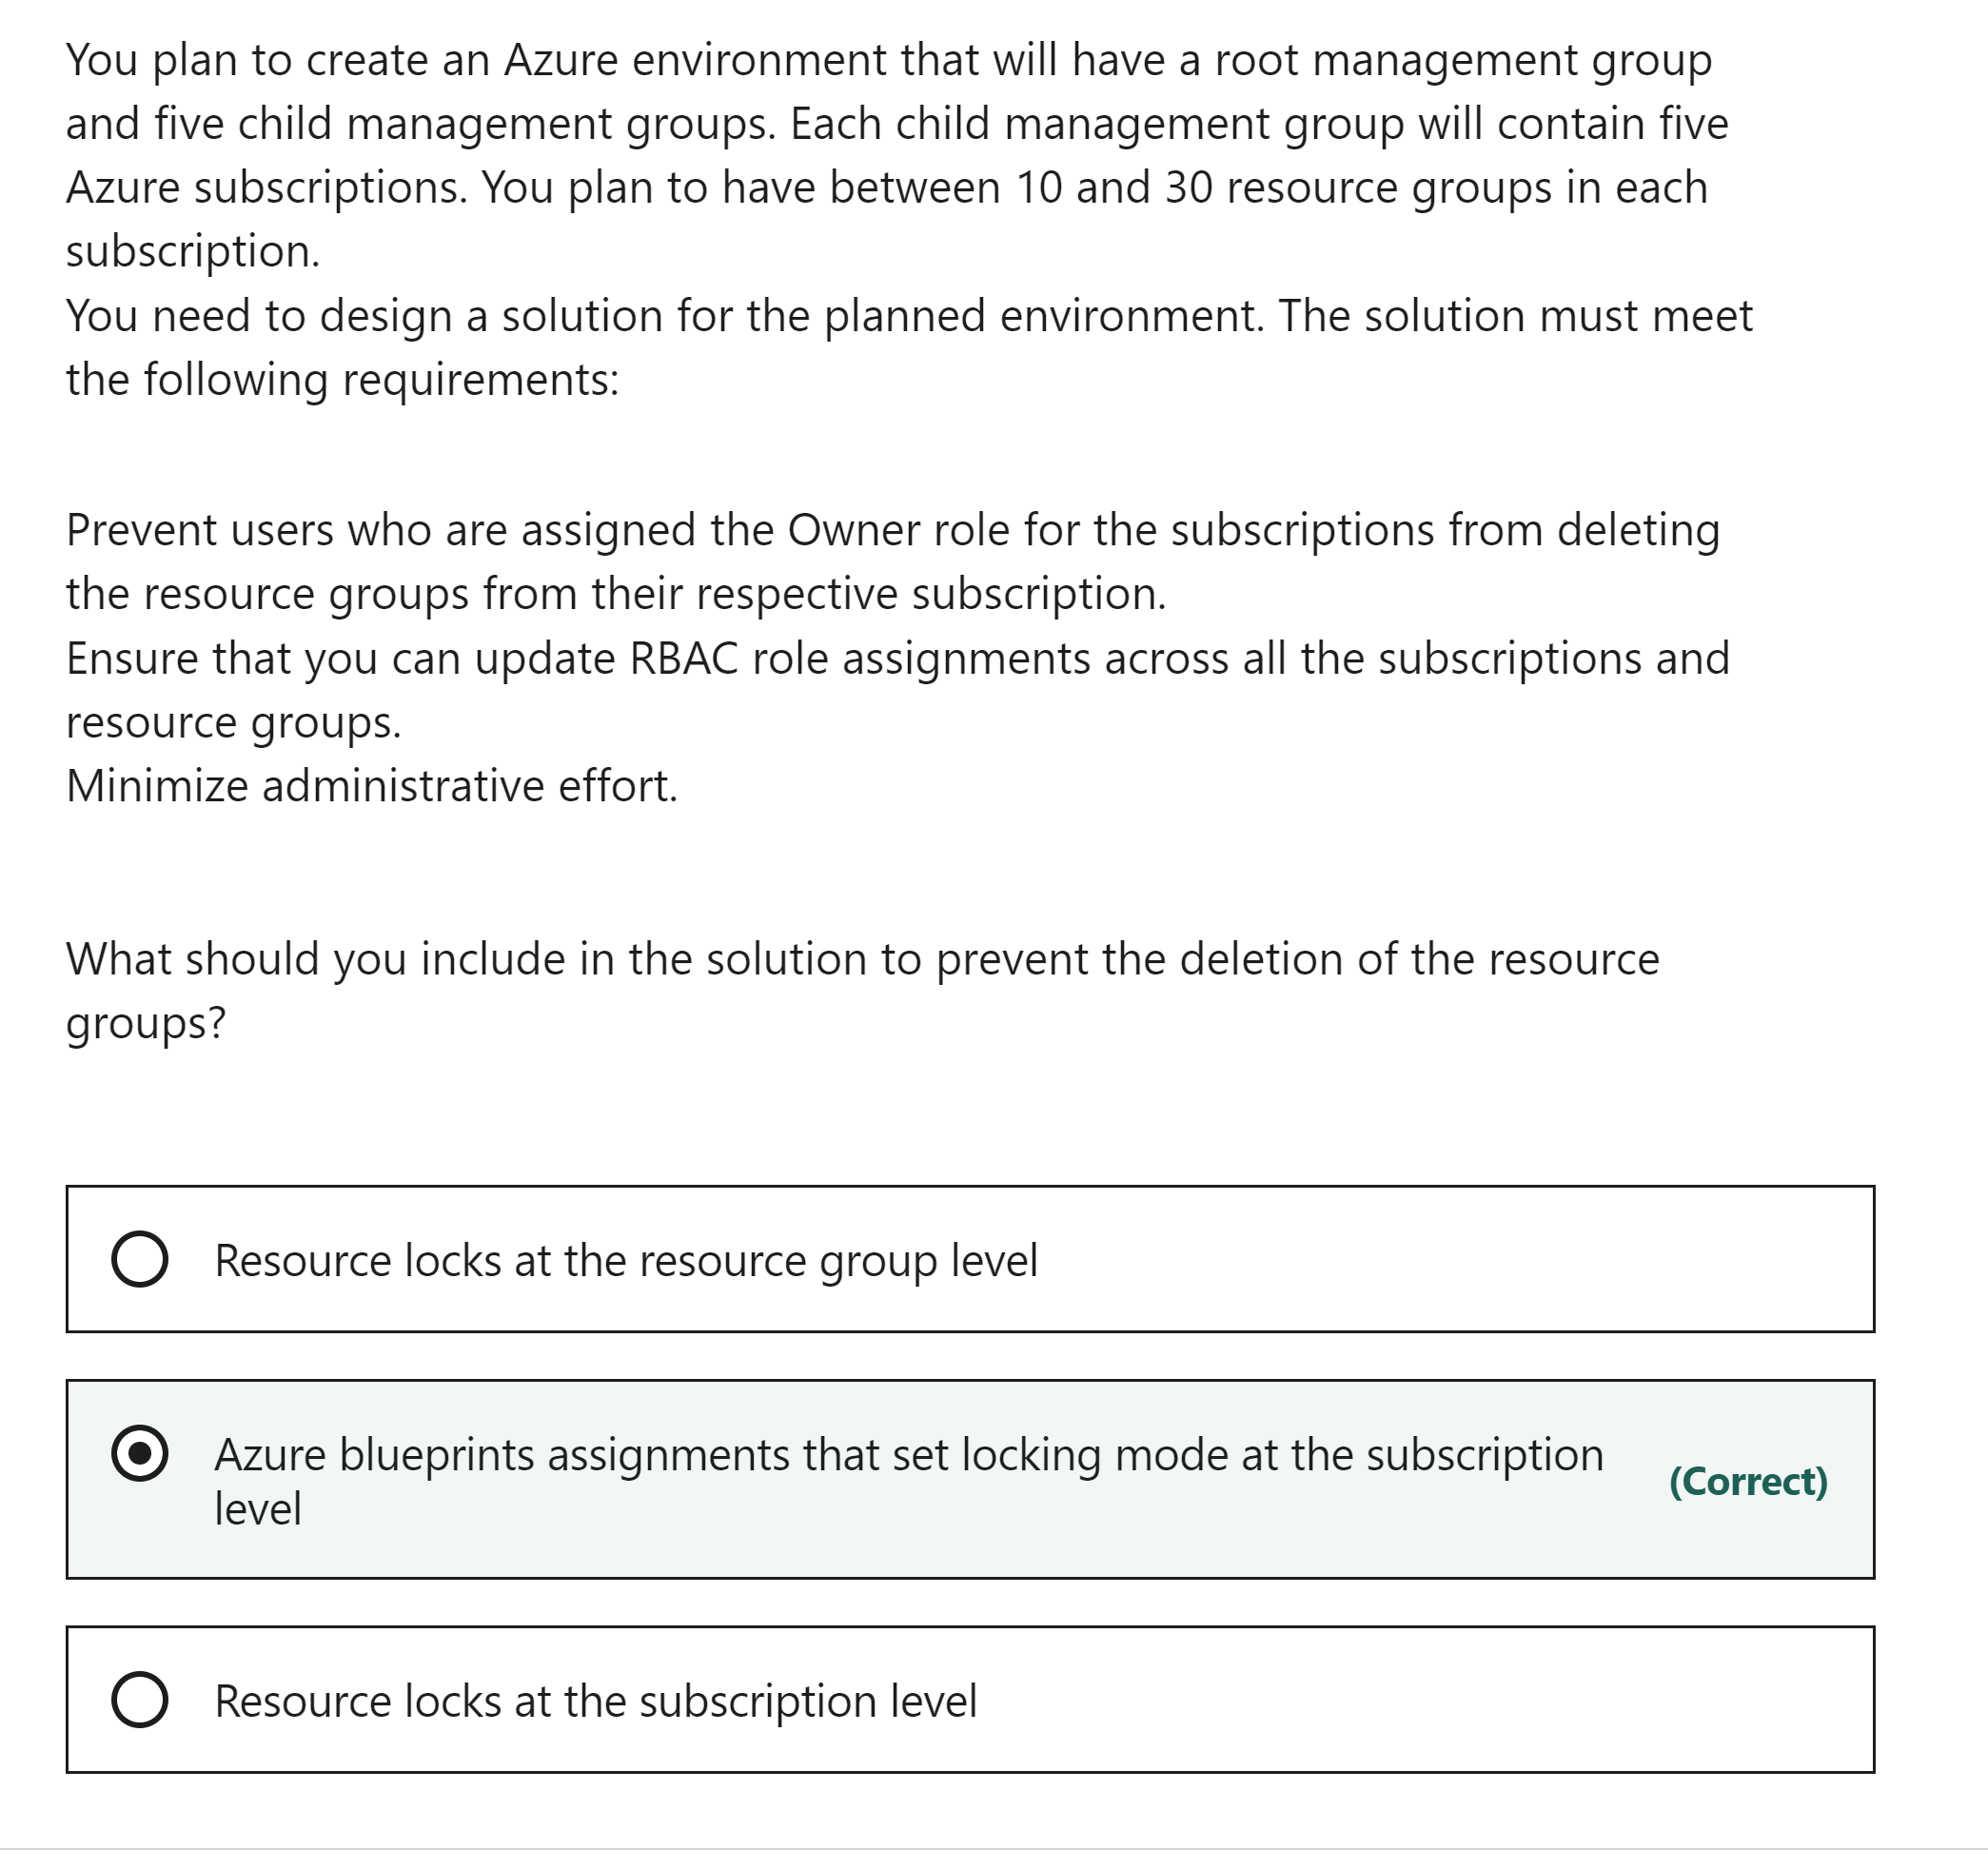 You plan to create an Azure environment that will have a root management group
and five child management groups. Each child management group will contain five
Azure subscriptions. You plan to have between 10 and 30 resource groups in each
subscription.
You need to design a solution for the planned environment. The solution must meet
the following requirements:
Prevent users who are assigned the Owner role for the subscriptions from deleting
the resource groups from their respective subscription.
Ensure that you can update RBAC role assignments across all the subscriptions and
resource groups.
Minimize administrative effort.
What should you include in the solution to prevent the deletion of the resource
groups?
Resource locks at the resource group level
Azure blueprints assignments that set locking mode at the subscription
level
(Correct)
Resource locks at the subscription level